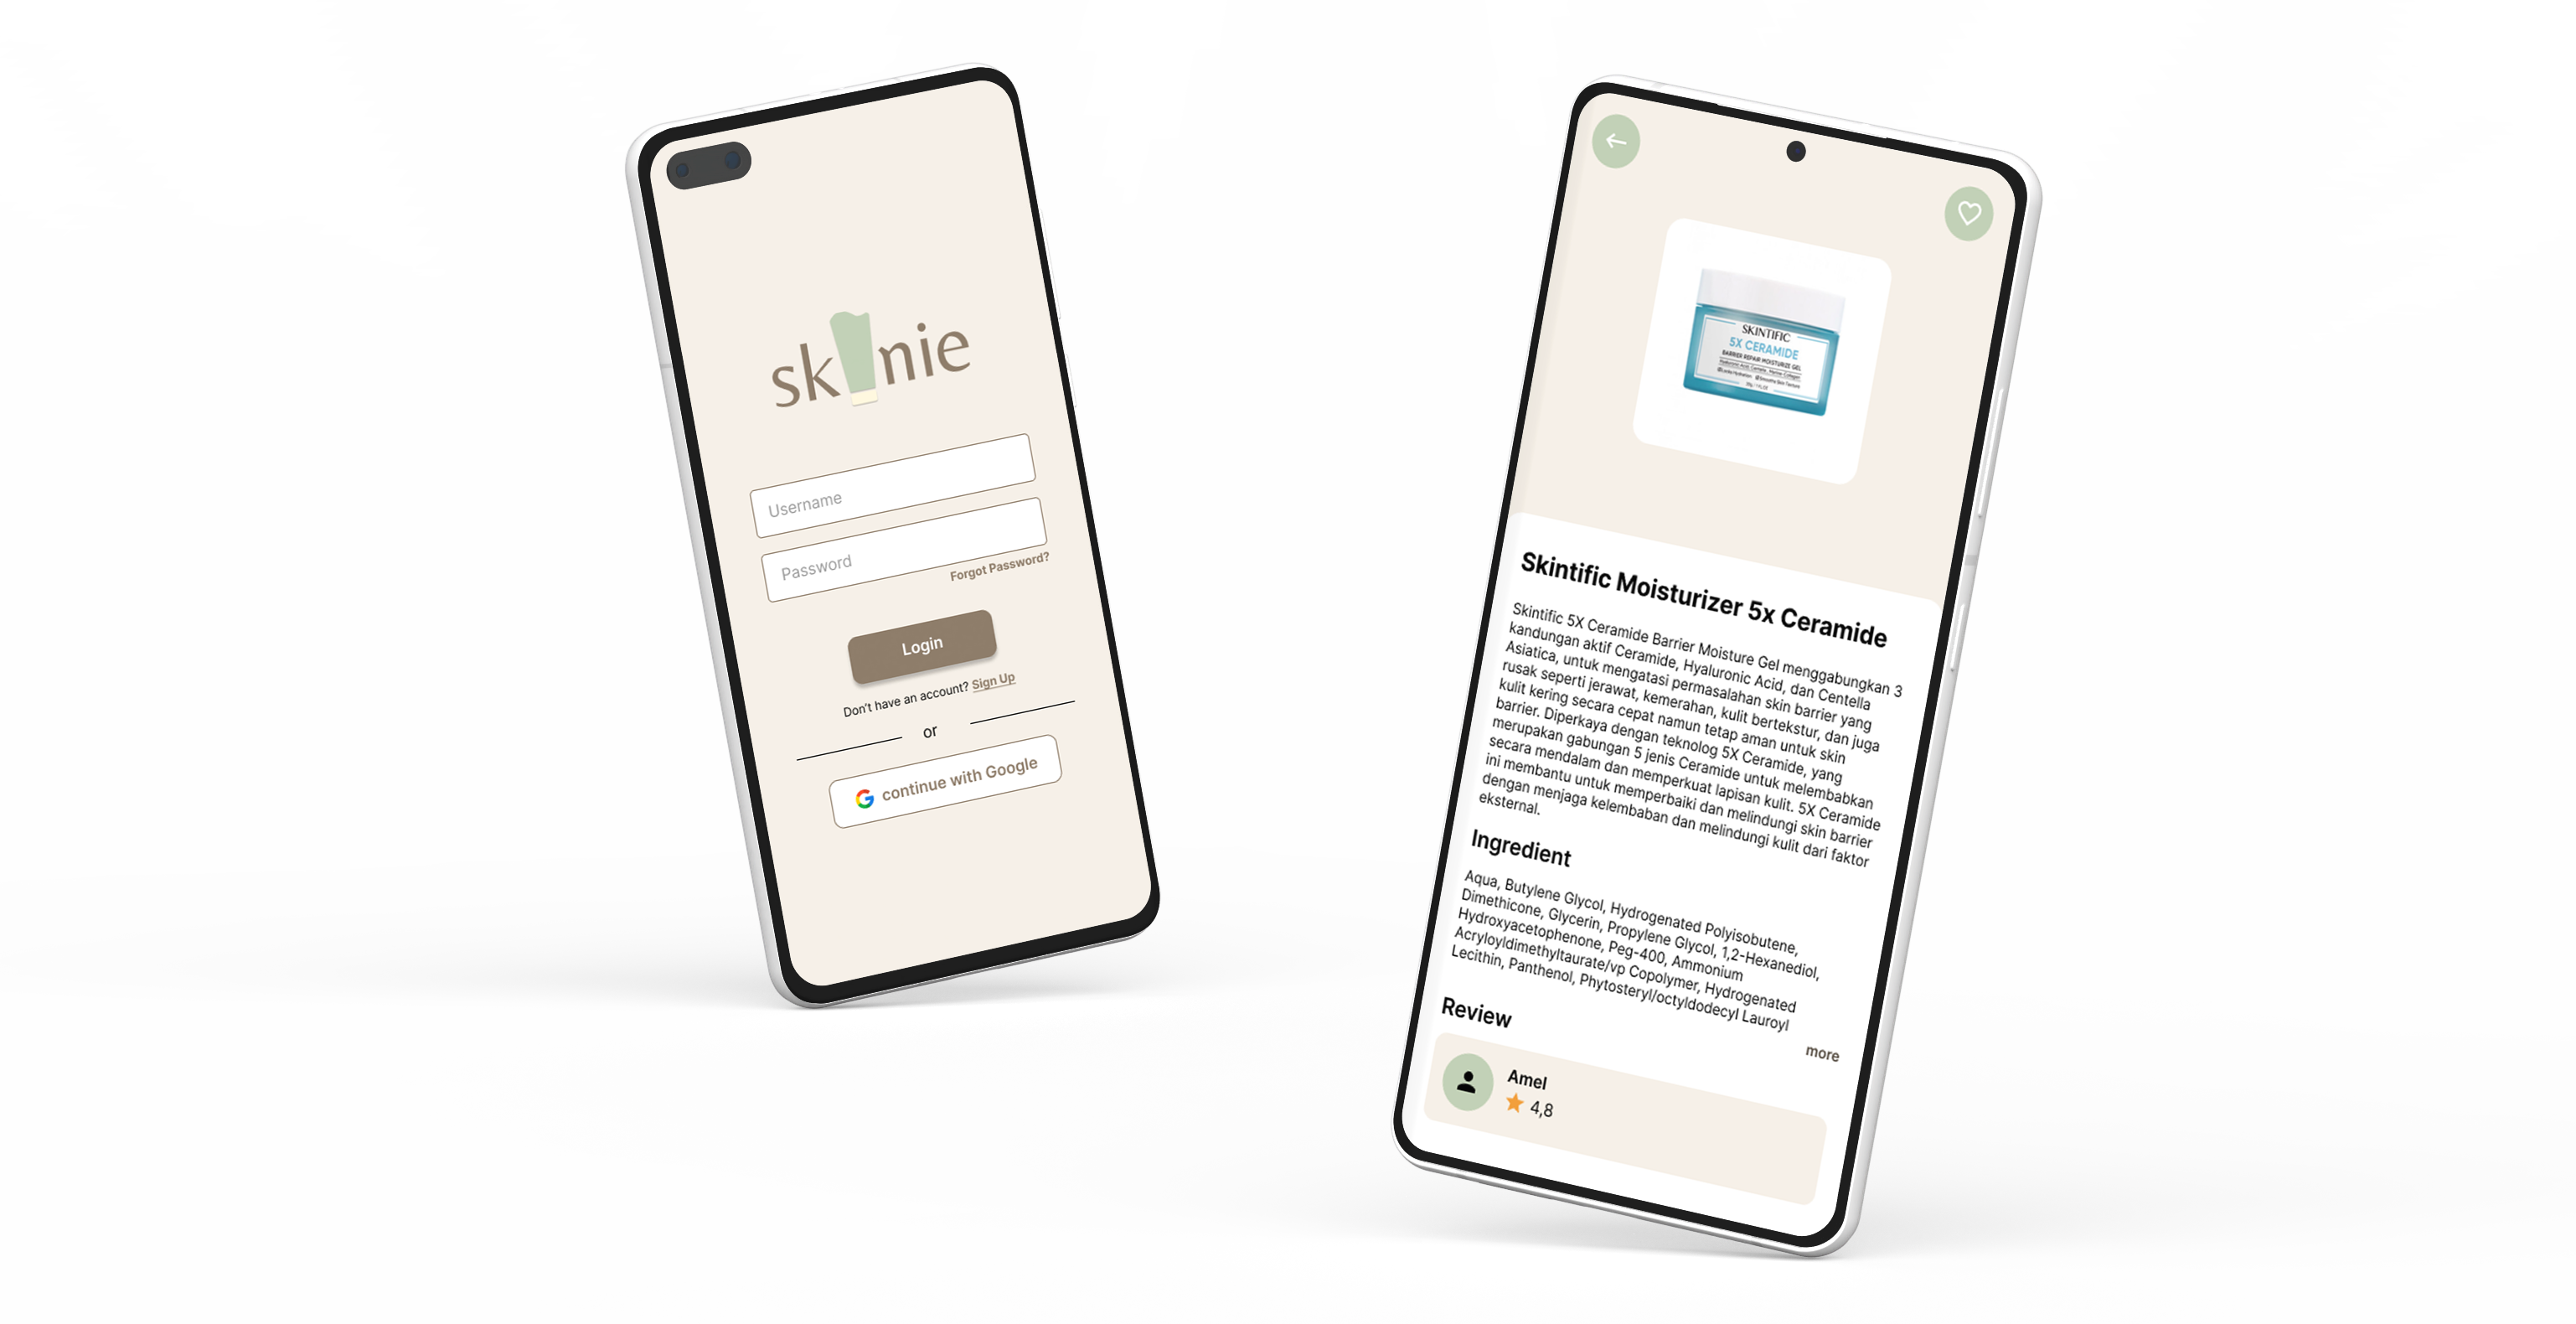 skinie
Username
Password
Forgot Password?
Login
Don't have an account? Sign Up
or
continue with Google
SKINTIFIC
5X CERAMIDE
BARRIER REPAIR MOISTURIZE GEL
Skintific Moisturizer 5x Ceramide
Skintific 5X Ceramide Barrier Moisture Gel menggabungkan 3
kandungan aktif Ceramide, Hyaluronic Acid, dan Centella
Asiatica, untuk mengatasi permasalahan skin barrier yang
rusak seperti jerawat, kemerahan, kulit bertekstur, dan juga
kulit kering secara cepat namun tetap aman untuk skin
barrier. Diperkaya dengan teknolog 5X Ceramide, yang
merupakan gabungan 5 jenis Ceramide untuk melembabkan
secara mendalam dan memperkuat lapisan kulit. 5X Ceramide
ini membantu untuk memperbaiki dan melindungi skin barrier
dengan menjaga kelembaban dan melindungi kulit dari faktor
eksternal.
Ingredient
Aqua, Butylene Glycol, Hydrogenated Polyisobutene,
Dimethicone, Glycerin, Propylene Glycol, 1,2-Hexanediol,
Hydroxyacetophenone, Peg-400, Ammonium
Acryloyldimethyltaurate/vp Copolymer, Hydrogenated
Lecithin, Panthenol, Phytosteryl/octyldodecyl Lauroyl
more
Review
Amel
4,8